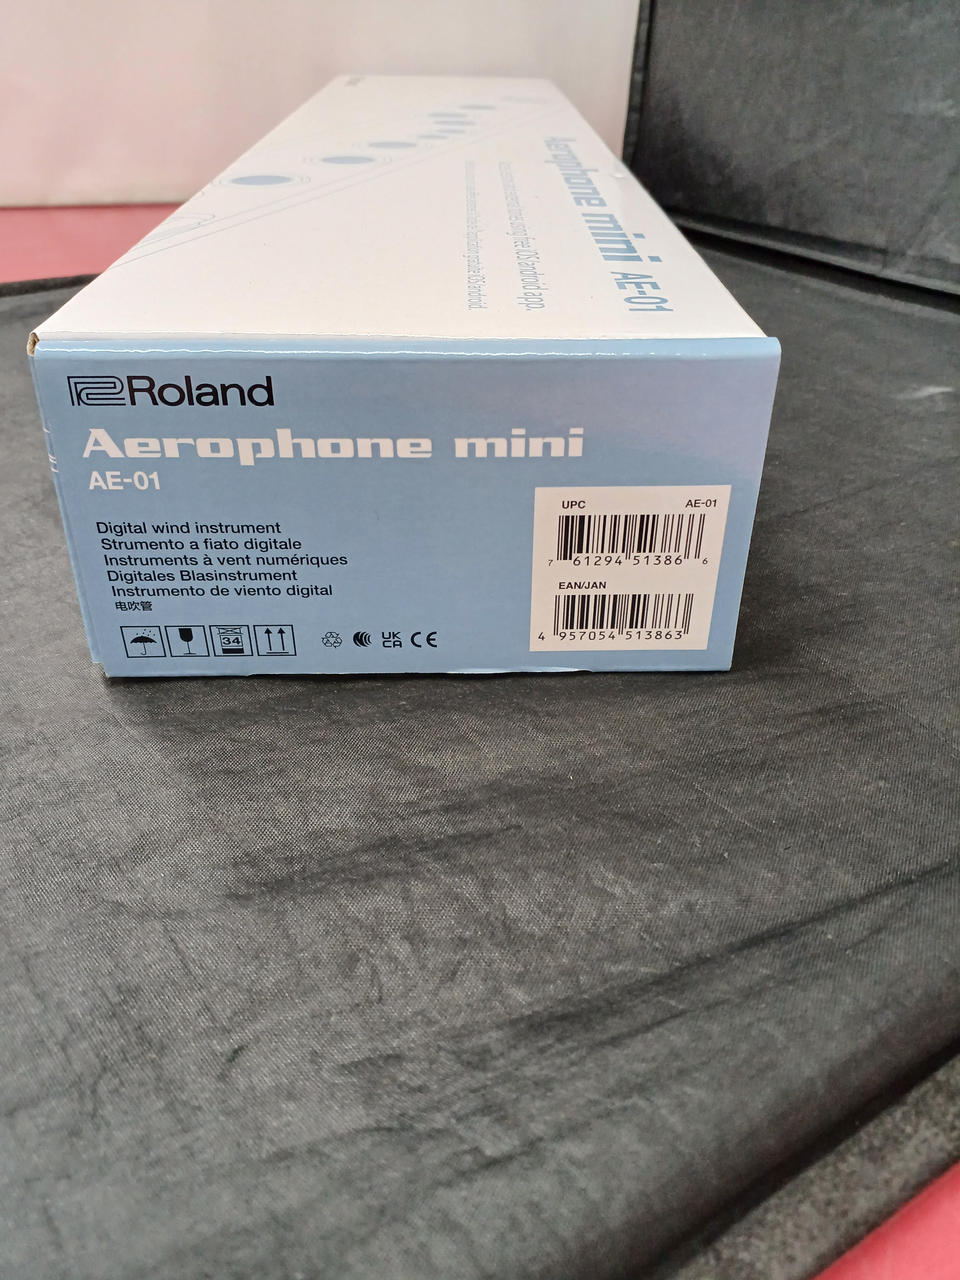 Aerophone mini AE-01
Roland
Aerophone mini
AE-01
Digital wind instrument
Strumento a fiato digitale
Instruments à vent numériques
Digitales Blasinstrument
Instrumento de viento digital
电吹管
34
UK
CA
CE
UPC AE-01
7 61294 51386 6
EAN/JAN
4 957054 513863